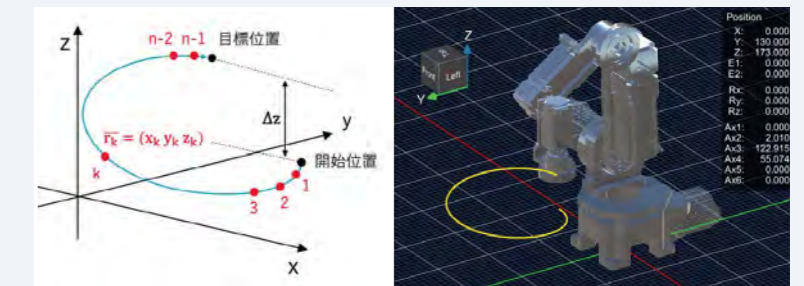 Z
n-2 n-1 目標位置
Δz
y
r̅k̅ = (xk yk zk)
k
開始位置
1
2
3
X
Position
X: 0.000
Y: 130.000
Z: 173.000
E1: 0.000
E2: 0.000
Rx: 0.000
Ry: 0.000
Rz: 0.000
Ax1: 0.000
Ax2: 2.010
Ax3: 122.915
Ax4: 55.074
Ax5: 0.000
Ax6: 0.000
Z
Left
Y